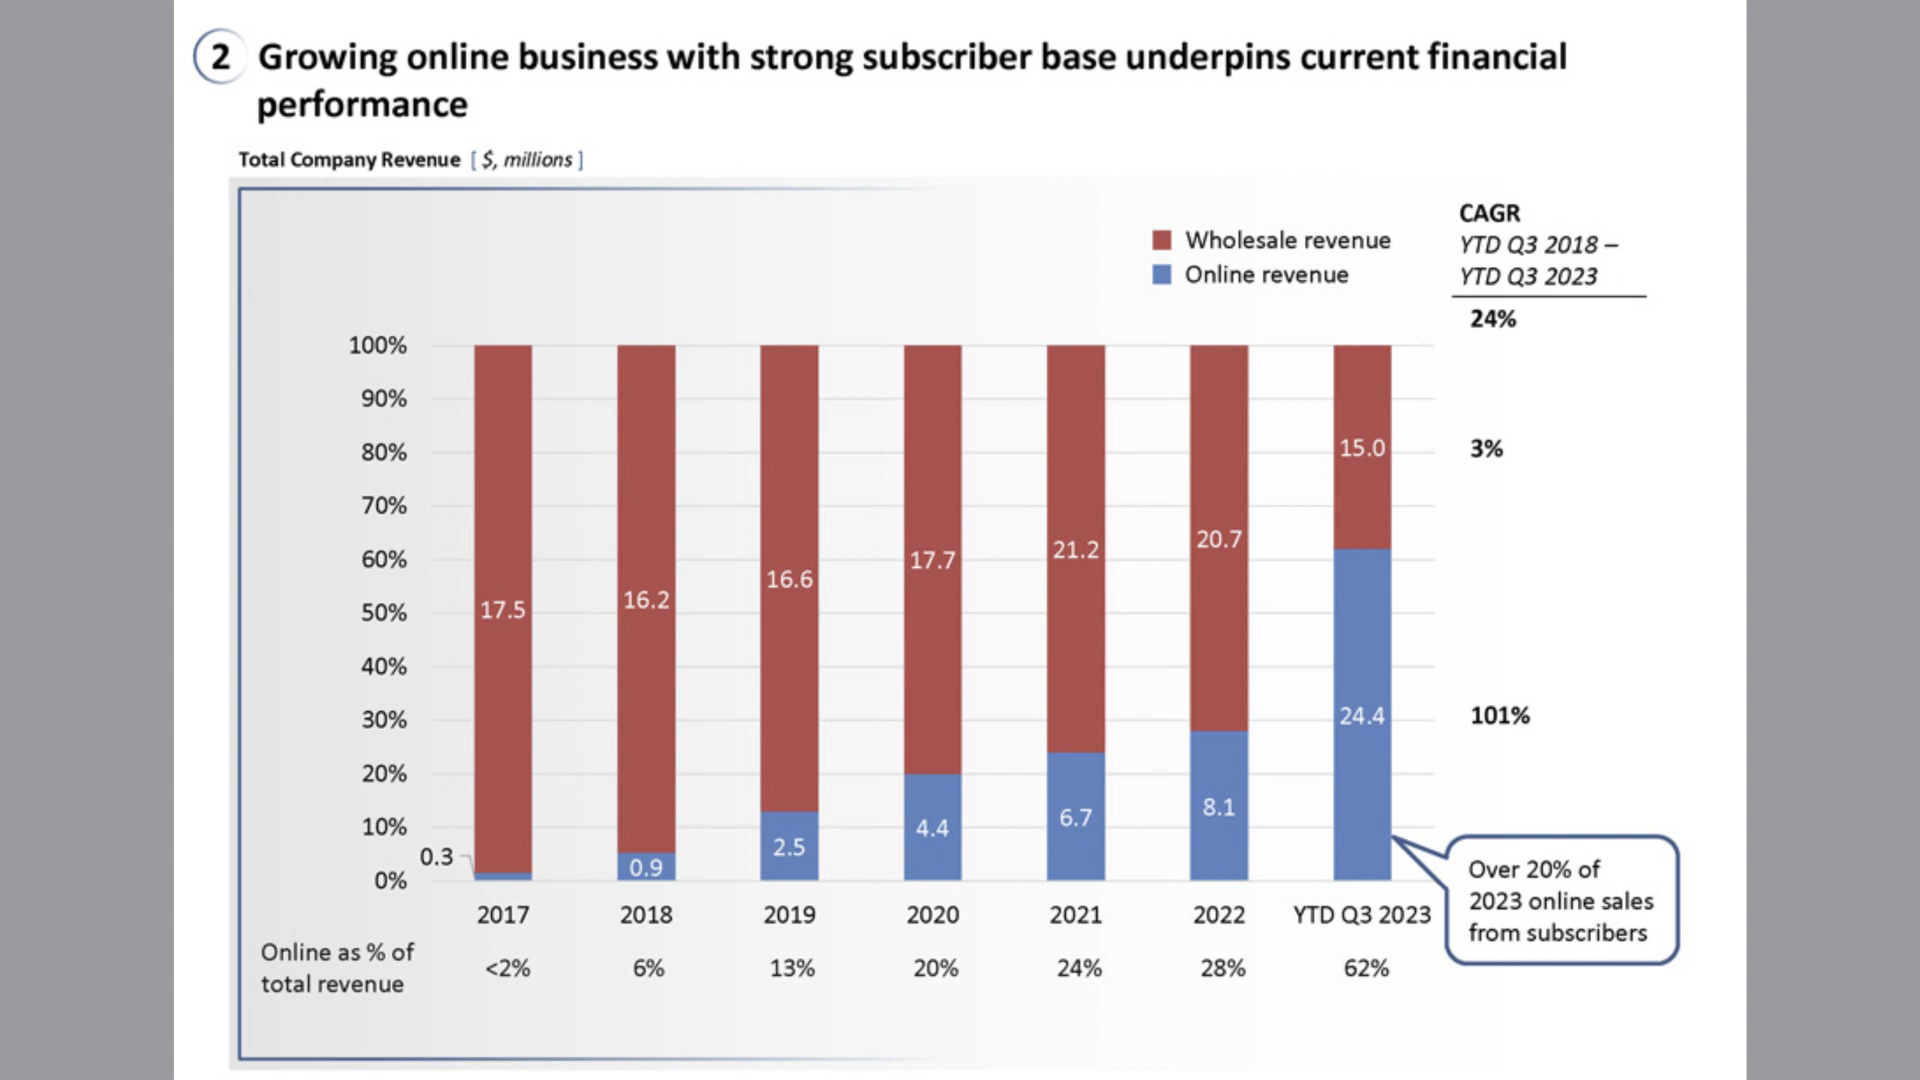 2 Growing online business with strong subscriber base underpins current financial
performance
Total Company Revenue [ $, millions ]
Wholesale revenue
Online revenue
CAGR
YTD Q3 2018 –
YTD Q3 2023
24%
3%
101%
100%
90%
80%
70%
60%
50%
40%
30%
20%
10%
0%
17.5
16.2
16.6
17.7
21.2
20.7
15.0
0.3
0.9
2.5
4.4
6.7
8.1
24.4
2017 2018 2019 2020 2021 2022 YTD Q3 2023
Online as % of
total revenue
<2% 6% 13% 20% 24% 28% 62%
Over 20% of
2023 online sales
from subscribers